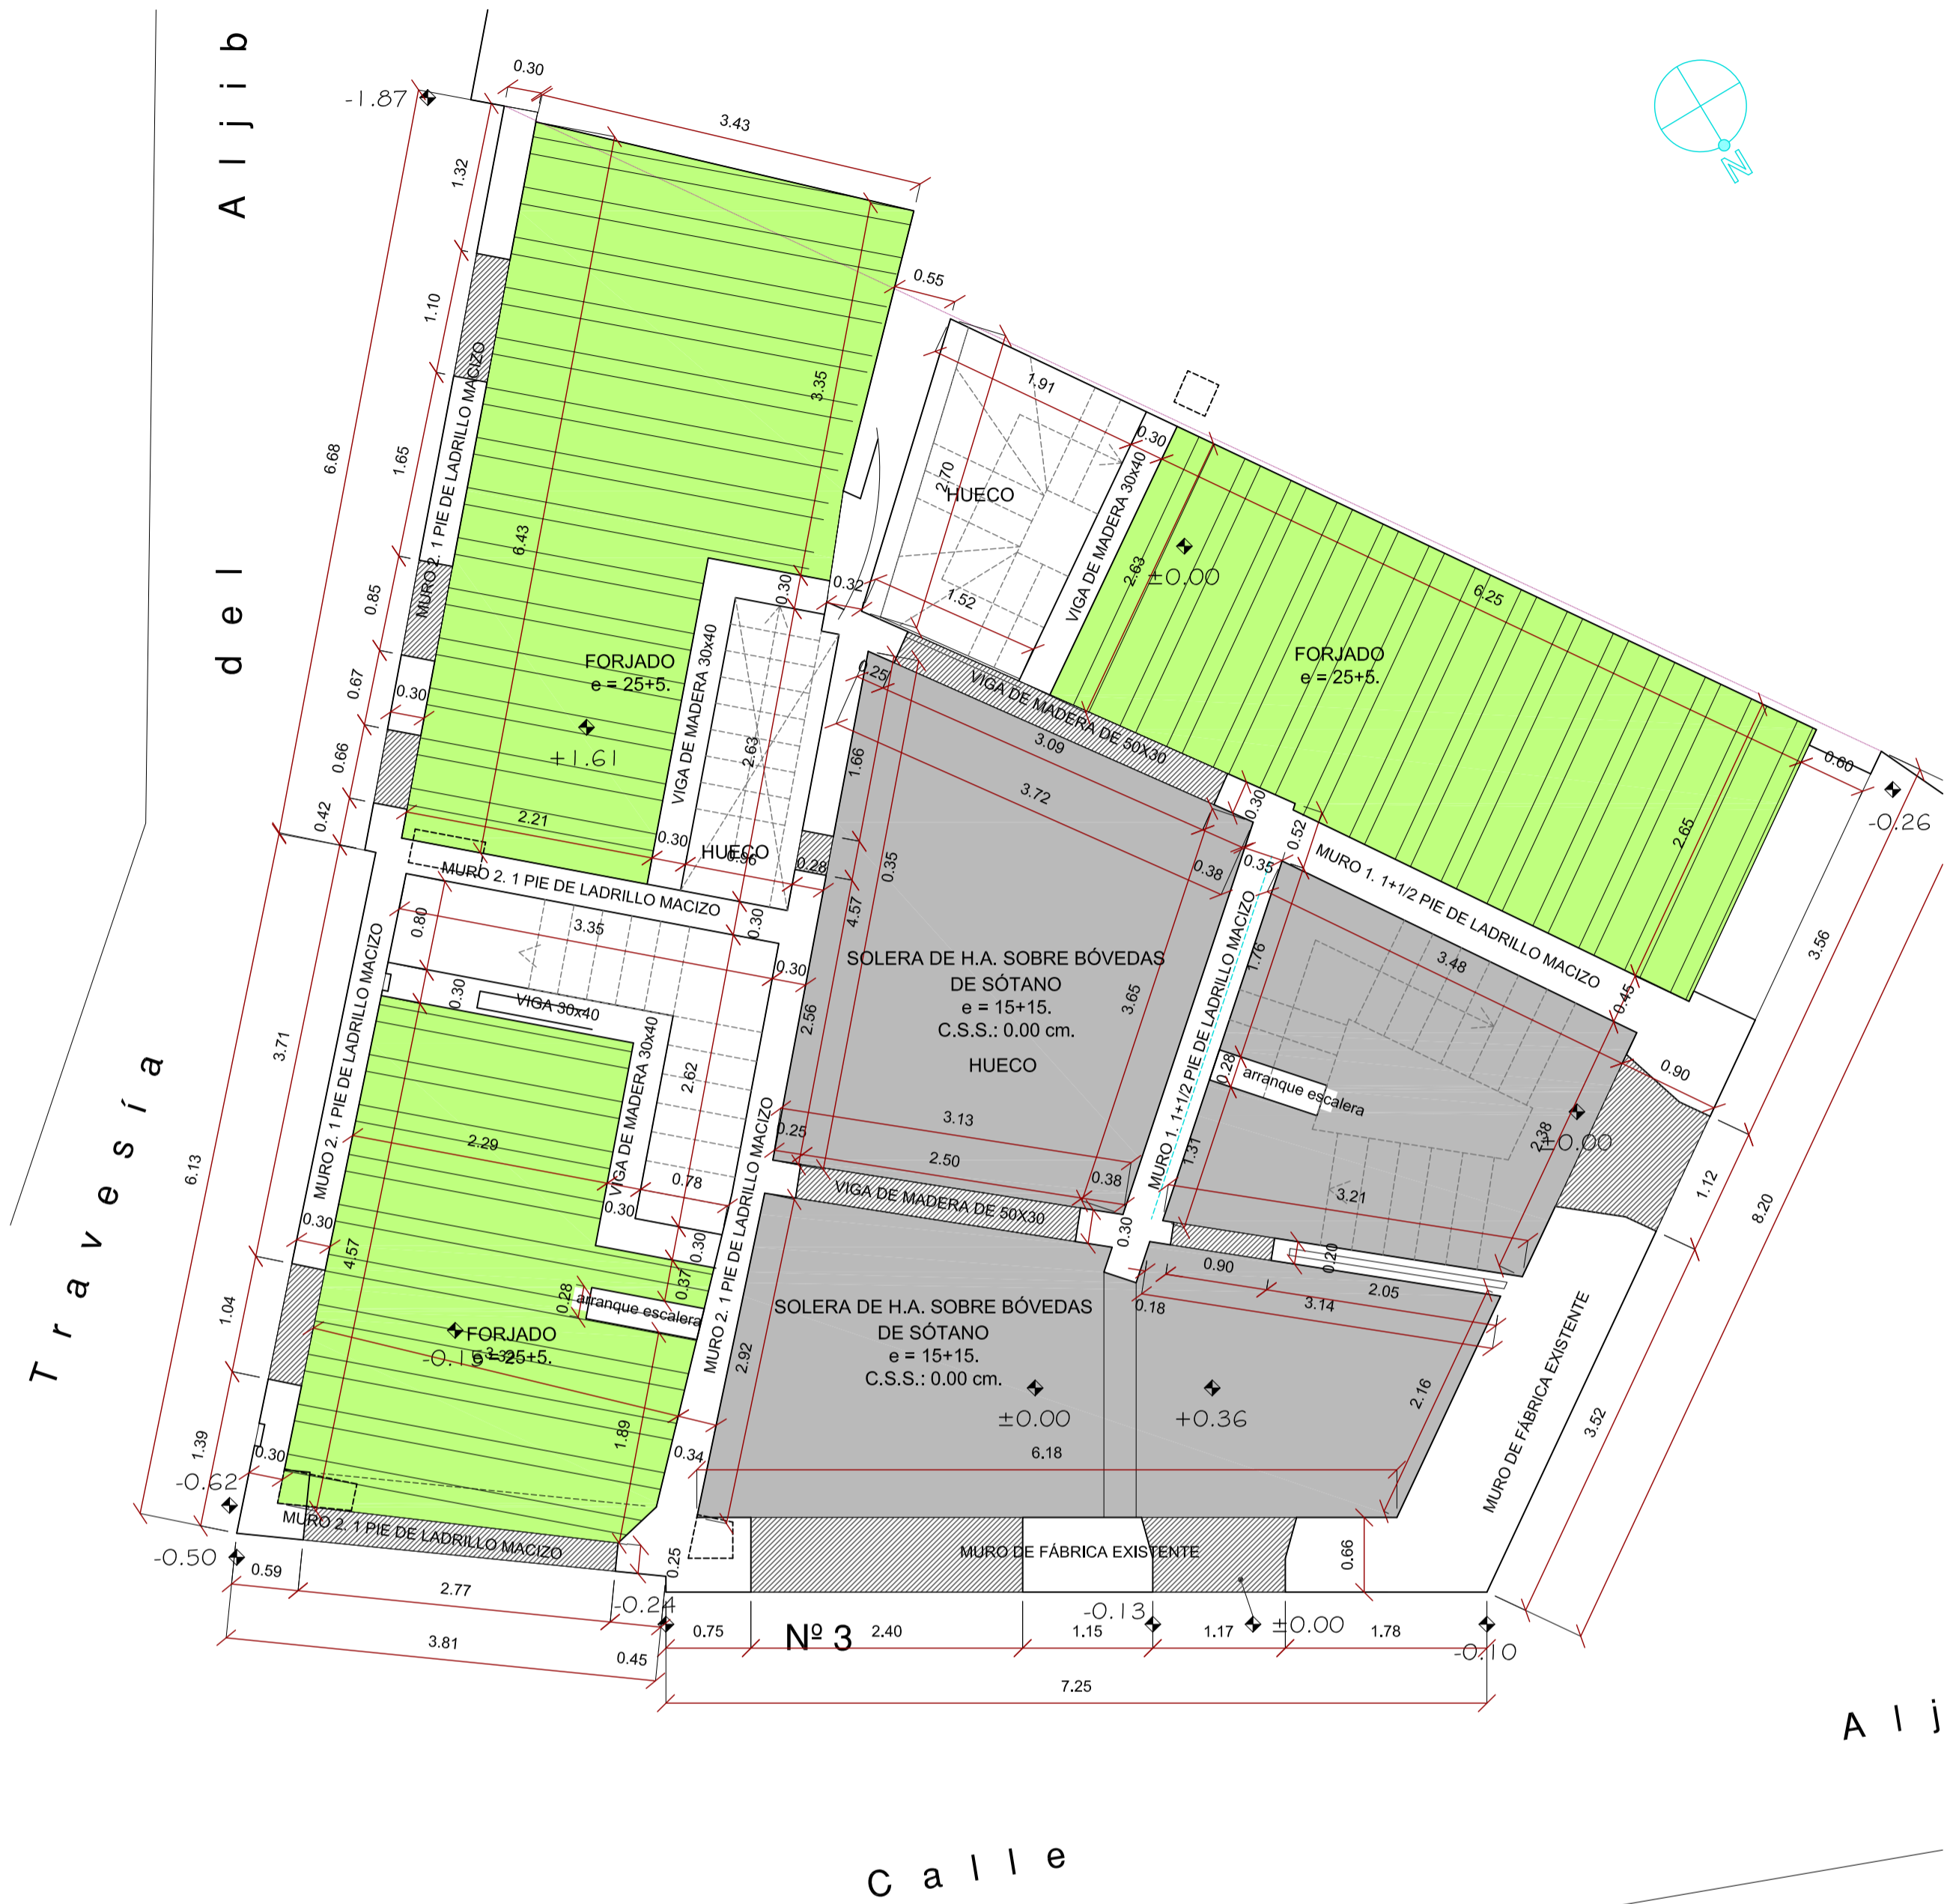 A l j i b
0.30
-1.87
3.43
N
1.32
0.55
1.10
1.91
3.35
0.30
MURO 2. 1 PIE DE LADRILLO MACIZO
6.68
1.65
2.70
HUECO
VIGA DE MADERA 30x40
6.43
2.63
±0.00
d e l
0.85
0.30
0.32
1.52
6.25
FORJADO
e = 25+5.
FORJADO
e = 25+5.
VIGA DE MADERA 30x40
0.25
VIGA DE MADERA DE 50X30
0.67
0.30
+1.61
2.63
1.66
3.09
0.66
3.72
0.60
-0.26
0.30
0.42
2.21
0.30
HUECO
0.96
0.28
0.35
0.52
0.35
0.38
2.65
MURO 2. 1 PIE DE LADRILLO MACIZO
MURO 1. 1+1/2 PIE DE LADRILLO MACIZO
0.80
3.35
0.30
4.57
3.56
SOLERA DE H.A. SOBRE BÓVEDAS
DE SÓTANO
e = 15+15.
C.S.S.: 0.00 cm.
HUECO
0.30
1.76
3.48
0.30
VIGA 30x40
2.56
3.65
0.45
MURO 2. 1 PIE DE LADRILLO MACIZO
3.71
VIGA DE MADERA 30x40
2.62
MURO 1. 1+1/2 PIE DE LADRILLO MACIZO
0.28
arranque escalera
0.90
T r a v e s í a
6.13
2.29
3.13
0.25
2.50
0.38
1.31
2.38
±0.00
0.78
0.30
MURO 2. 1 PIE DE LADRILLO MACIZO
VIGA DE MADERA DE 50X30
3.21
1.12
8.20
0.30
4.57
0.30
0.30
0.20
0.37
0.28
arranque escalera
0.90
2.05
0.18
3.14
1.04
SOLERA DE H.A. SOBRE BÓVEDAS
DE SÓTANO
e = 15+15.
C.S.S.: 0.00 cm.
FORJADO
e = 25+5.
-0.15
2.92
MURO DE FÁBRICA EXISTENTE
2.16
±0.00
+0.36
1.39
1.89
0.34
6.18
3.52
0.30
-0.62
MURO 2. 1 PIE DE LADRILLO MACIZO
MURO DE FÁBRICA EXISTENTE
0.66
-0.50
0.59
2.77
0.25
-0.24
0.75
Nº 3
2.40
-0.13
1.15
1.17
±0.00
1.78
-0.10
3.81
0.45
7.25
A l j
C a l l e